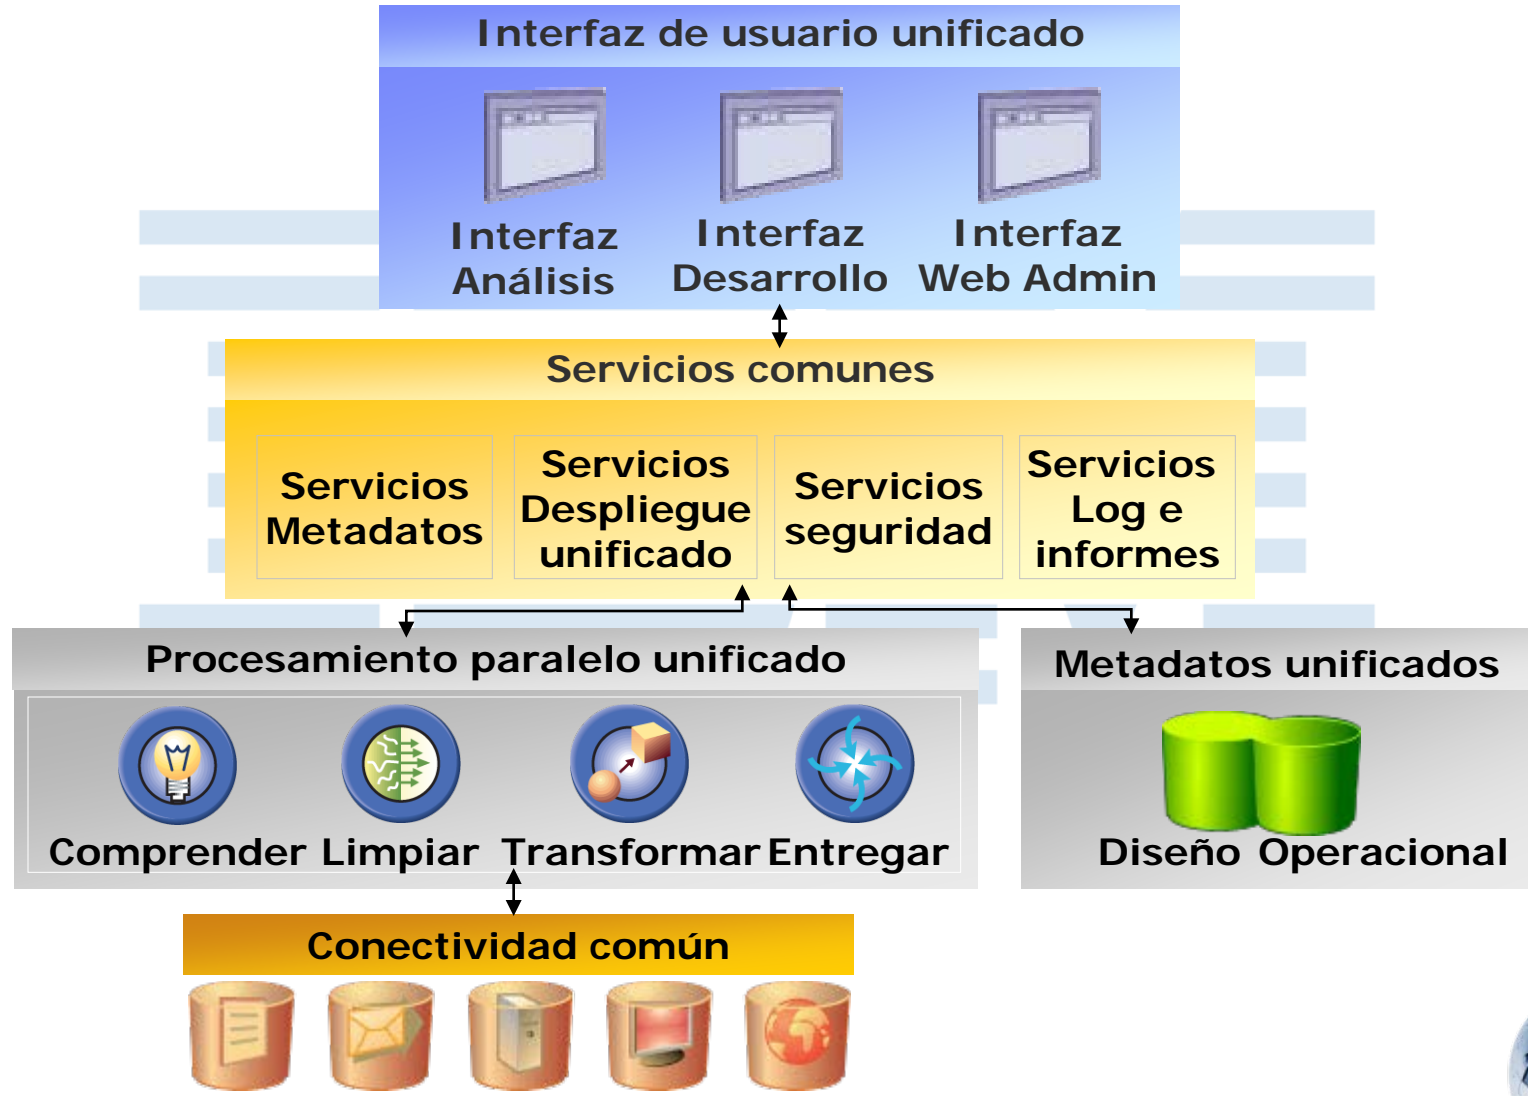 Interfaz de usuario unificado
Interfaz
Análisis
Interfaz
Desarrollo
Interfaz
Web Admin
Servicios comunes
Servicios
Metadatos
Servicios
Despliegue
unificado
Servicios
seguridad
Servicios
Log e
informes
Procesamiento paralelo unificado
Comprender
Limpiar
Transformar
Entregar
Metadatos unificados
Diseño
Operacional
Conectividad común